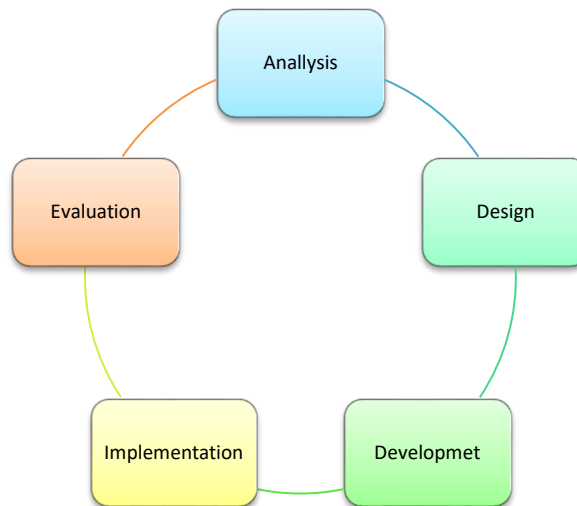 Anallysis
Design
Developmet
Implementation
Evaluation